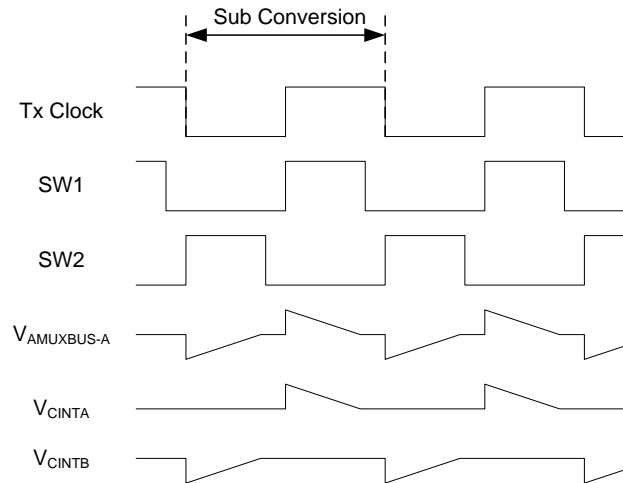 Sub Conversion
Tx Clock
SW1
SW2
VAMUXBUS-A
VCINTA
VCINTB